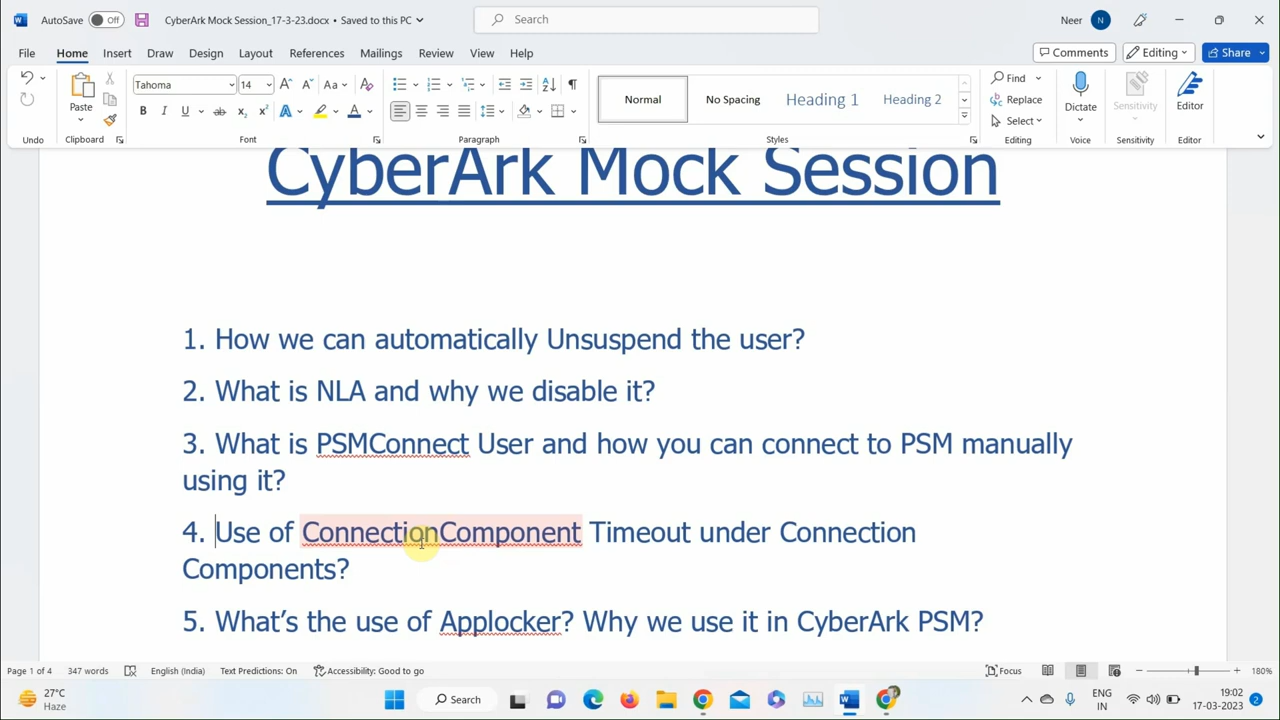 AutoSave Off CyberArk Mock Session_17-3-23.docx • Saved to this PC Search Neer N
File Home Insert Draw Design Layout References Mailings Review View Help Comments Editing Share
Tahoma 14 A A Aa A Normal No Spacing Heading 1 Heading 2 Find
Paste B I U ab x₂ x² A A Replace Dictate Sensitivity Editor
Select
Undo Clipboard Font Paragraph Styles Editing Voice Sensitivity Editor
CyberArk Mock Session
1. How we can automatically Unsuspend the user?
2. What is NLA and why we disable it?
3. What is PSMConnect User and how you can connect to PSM manually
using it?
4. Use of ConnectionComponent Timeout under Connection
Components?
5. What’s the use of Applocker? Why we use it in CyberArk PSM?
Page 1 of 4 347 words English (India) Text Predictions: On Accessibility: Good to go Focus 180%
27°C
Haze
Search
ENG
IN
19:02
17-03-2023
2